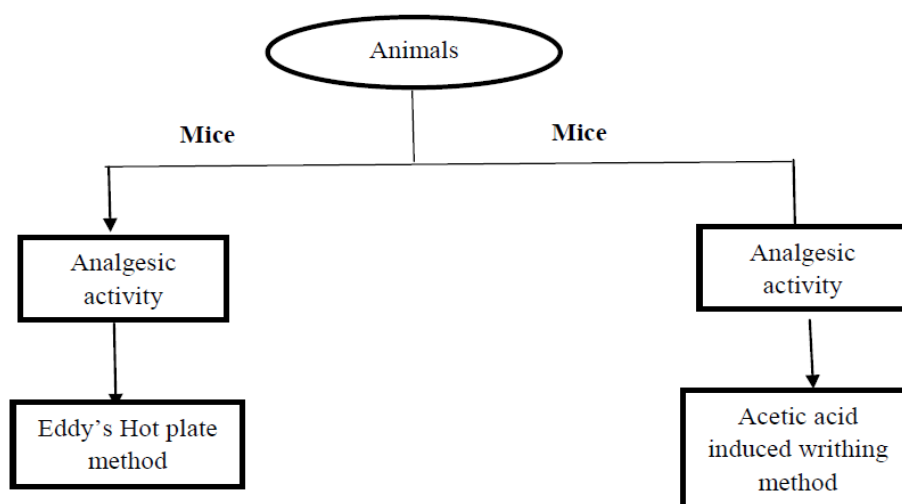 Animals
Mice
Mice
Analgesic
activity
Analgesic
activity
Eddy’s Hot plate
method
Acetic acid
induced writhing
method